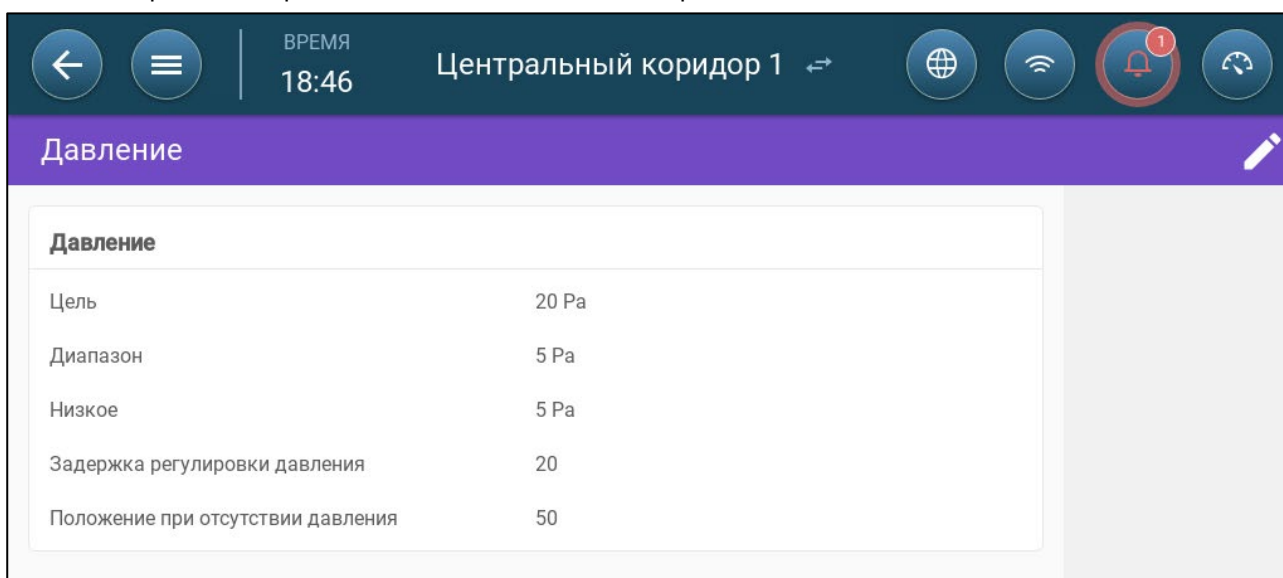 ВРЕМЯ
18:46
Центральный коридор 1
1
Давление
Давление
Цель 20 Pa
Диапазон 5 Pa
Низкое 5 Pa
Задержка регулировки давления 20
Положение при отсутствии давления 50